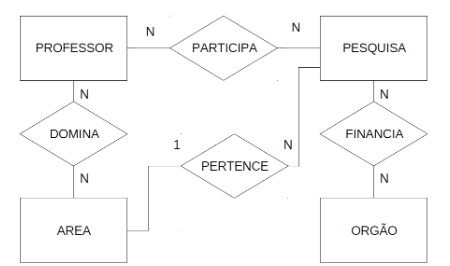 PROFESSOR N PARTICIPA N PESQUISA
N N
DOMINA 1 N FINANCIA
PERTENCE
N N
AREA ORGÃO